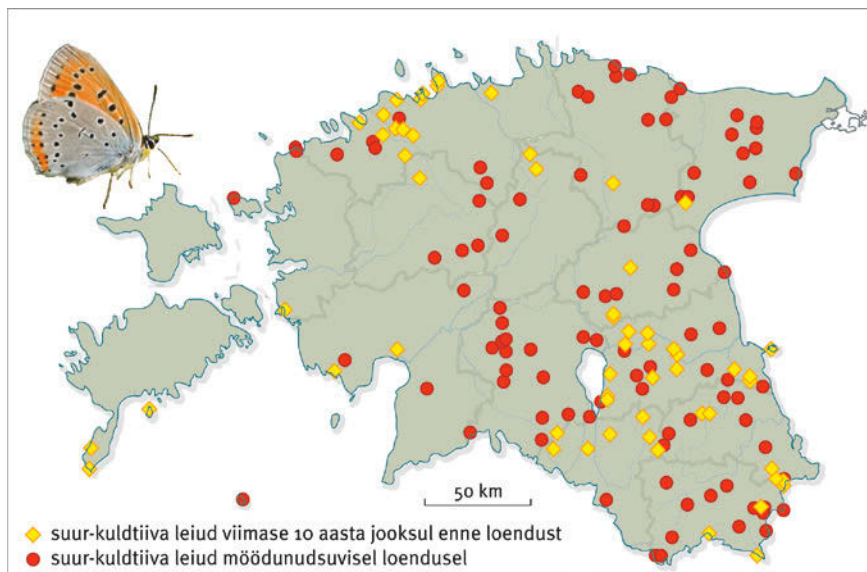 50 km
suur-kuldtiiva leiud viimase 10 aasta jooksul enne loendust
suur-kuldtiiva leiud möödunudsuvisel loendusel